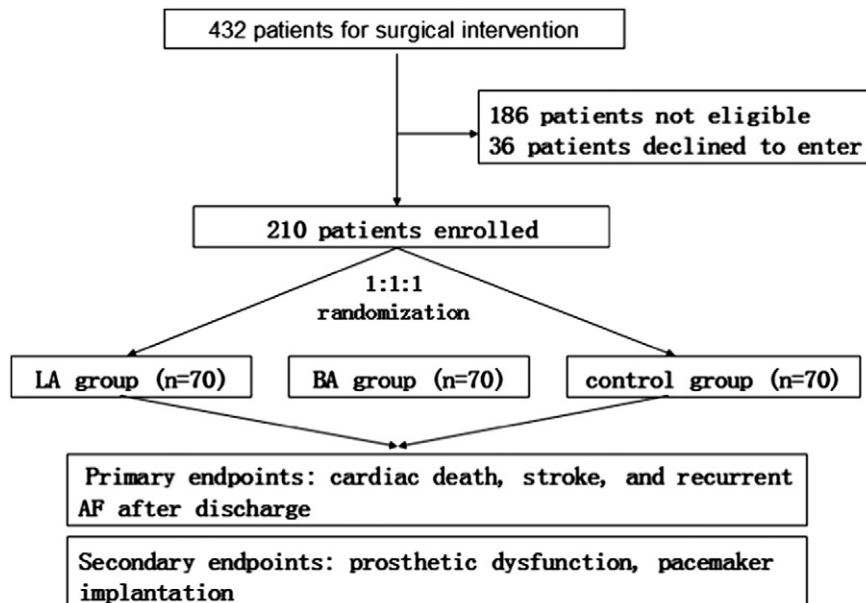 432 patients for surgical intervention
186 patients not eligible
36 patients declined to enter
210 patients enrolled
1:1:1
randomization
LA group (n=70)
BA group (n=70)
control group (n=70)
Primary endpoints: cardiac death, stroke, and recurrent
AF after discharge
Secondary endpoints: prosthetic dysfunction, pacemaker
implantation